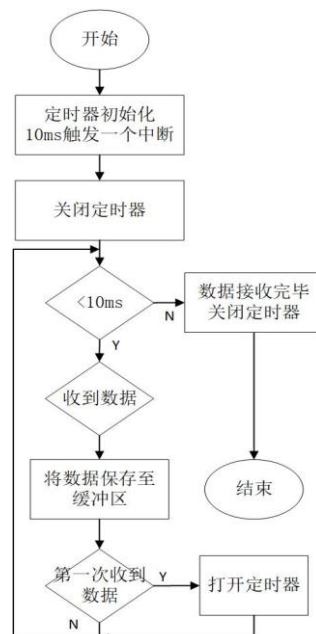 开始
定时器初始化
10ms触发一个中断
关闭定时器
<10ms
N
数据接收完毕
关闭定时器
Y
收到数据
将数据保存至
缓冲区
结束
第一次收到
数据
Y
打开定时器
N